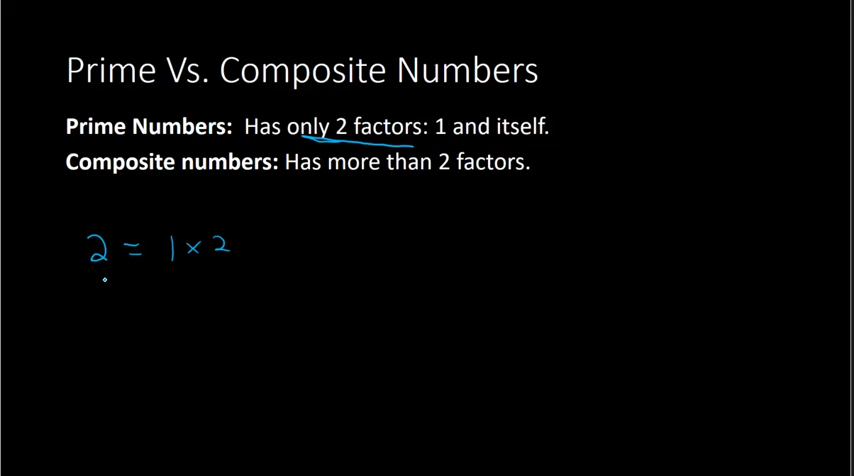 Prime Vs. Composite Numbers
Prime Numbers: Has only 2 factors: 1 and itself.
Composite numbers: Has more than 2 factors.
2 = 1 × 2